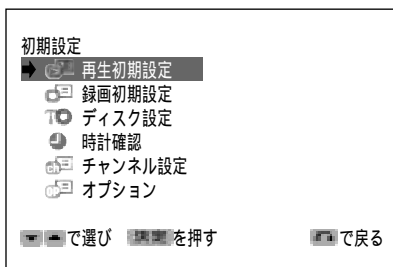 初期設定
再生初期設定
録画初期設定
ディスク設定
時計確認
チャンネル設定
オプション
で選び を押す で戻る